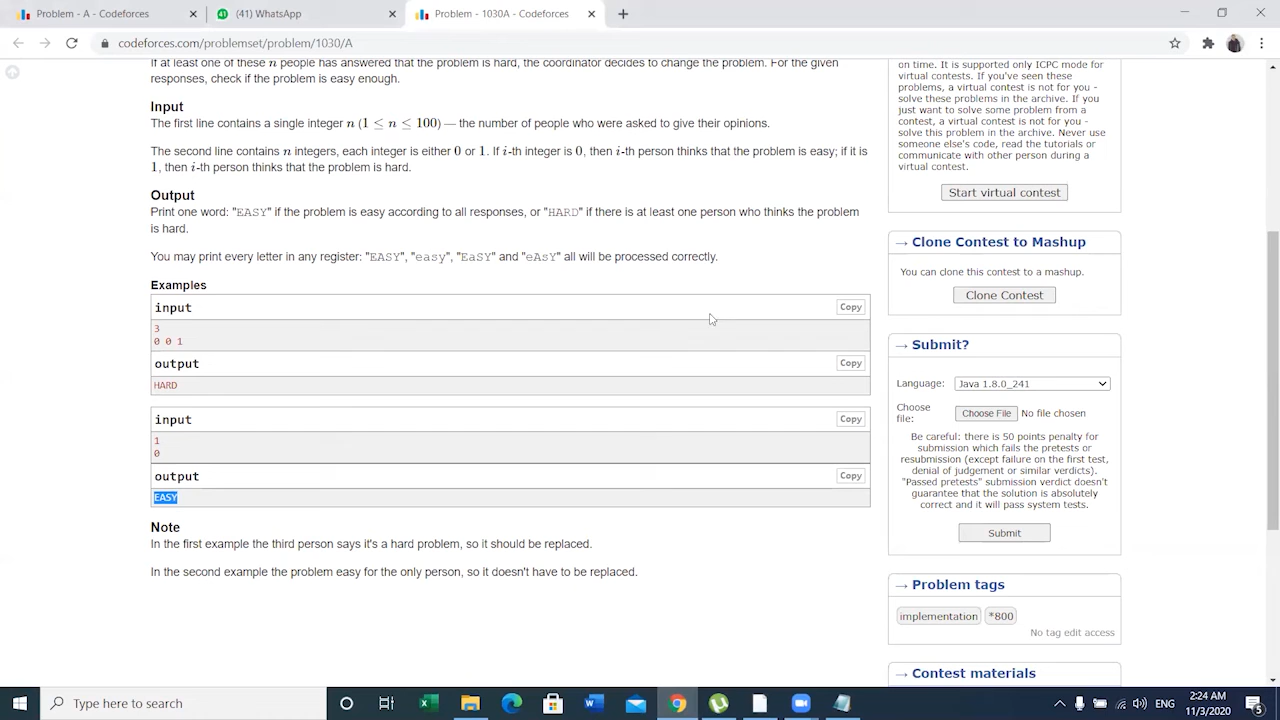 Problem - A - Codeforces
(41) WhatsApp
Problem - 1030A - Codeforces
codeforces.com/problemset/problem/1030/A
If at least one of these n people has answered that the problem is hard, the coordinator decides to change the problem. For the given
responses, check if the problem is easy enough.
Input
The first line contains a single integer n (1 ≤ n ≤ 100) — the number of people who were asked to give their opinions.
The second line contains n integers, each integer is either 0 or 1. If i-th integer is 0, then i-th person thinks that the problem is easy; if it is
1, then i-th person thinks that the problem is hard.
Output
Print one word: "EASY" if the problem is easy according to all responses, or "HARD" if there is at least one person who thinks the problem
is hard.
You may print every letter in any register: "EASY", "easy", "EaSY" and "eAsY" all will be processed correctly.
Examples
input
Copy
3
0 0 1
output
Copy
HARD
input
Copy
1
0
output
Copy
EASY
Note
In the first example the third person says it's a hard problem, so it should be replaced.
In the second example the problem easy for the only person, so it doesn't have to be replaced.
on time. It is supported only ICPC mode for
virtual contests. If you've seen these
problems, a virtual contest is not for you -
solve these problems in the archive. If you
just want to solve some problem from a
contest, a virtual contest is not for you -
solve this problem in the archive. Never use
someone else's code, read the tutorials or
communicate with other person during a
virtual contest.
Start virtual contest
→ Clone Contest to Mashup
You can clone this contest to a mashup.
Clone Contest
→ Submit?
Language: Java 1.8.0_241
Choose
file: Choose File No file chosen
Be careful: there is 50 points penalty for
submission which fails the pretests or
resubmission (except failure on the first test,
denial of judgement or similar verdicts).
"Passed pretests" submission verdict doesn't
guarantee that the solution is absolutely
correct and it will pass system tests.
Submit
→ Problem tags
implementation *800
No tag edit access
→ Contest materials
Type here to search
ENG
2:24 AM
11/3/2020
5